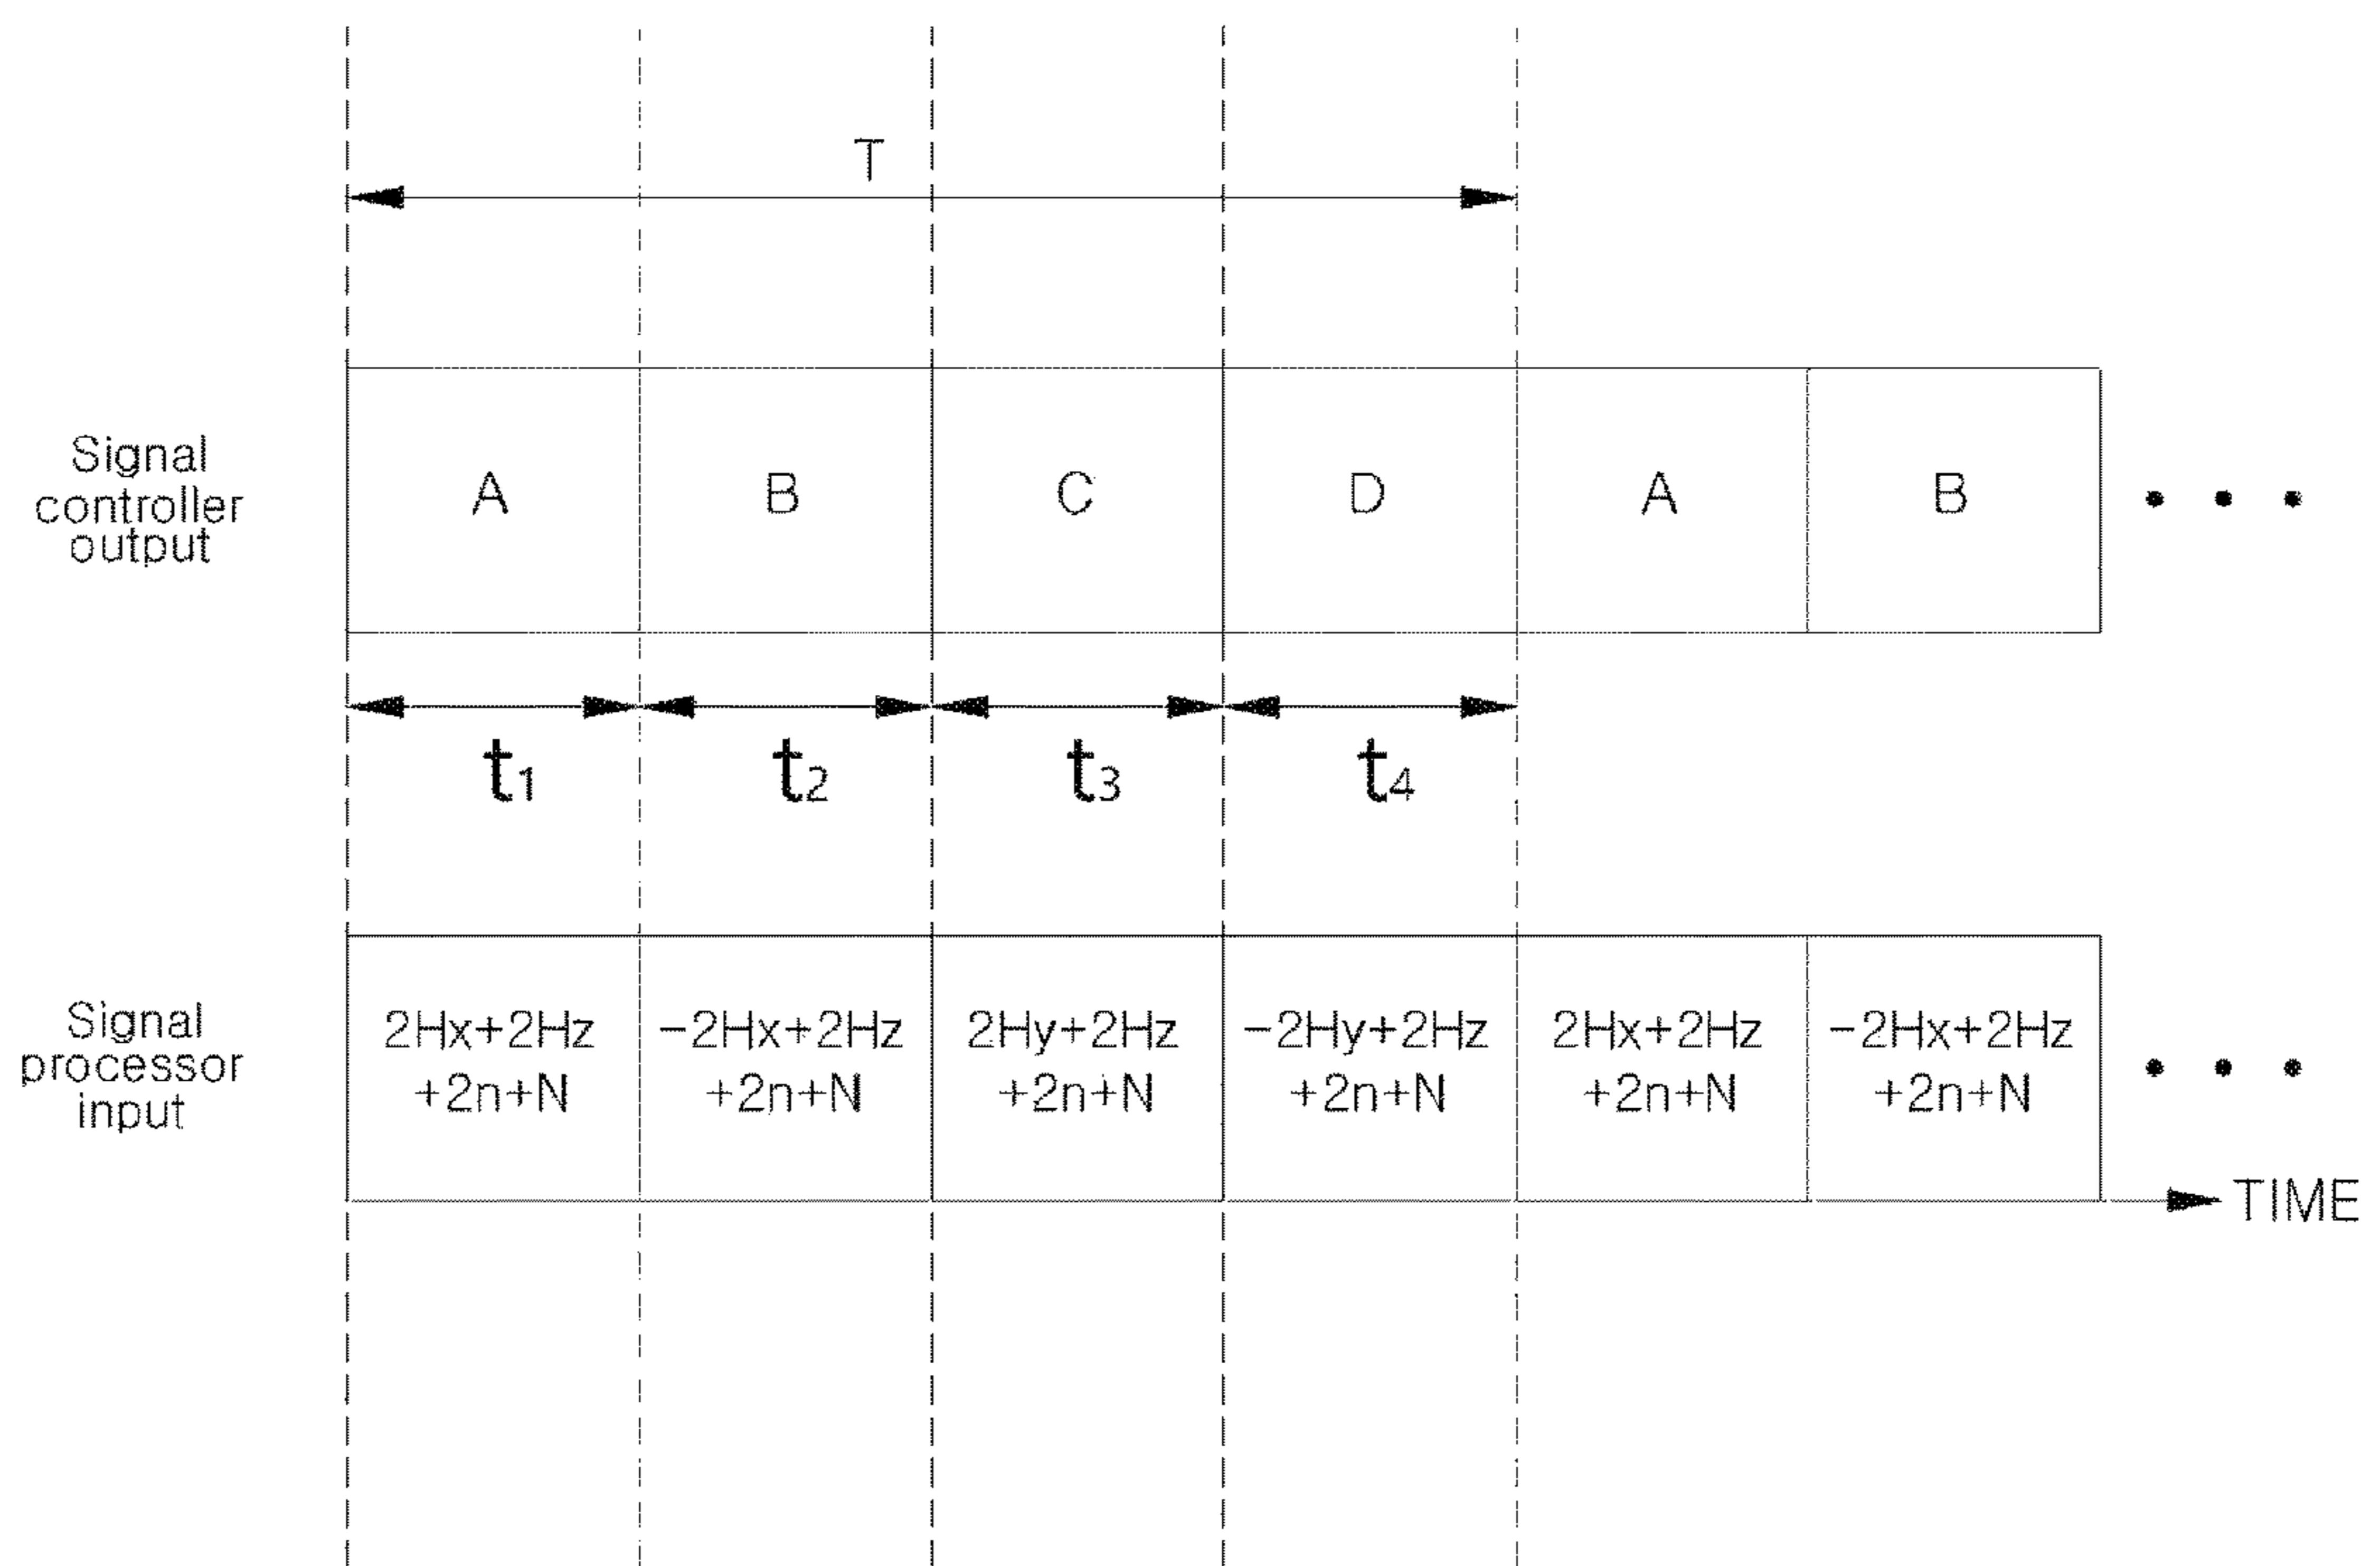 T
Signal
controller
output
A B C D A B • • •
t1 t2 t3 t4
Signal
processor
input
2Hx+2Hz -2Hx+2Hz 2Hy+2Hz -2Hy+2Hz 2Hx+2Hz -2Hx+2Hz
+2n+N +2n+N +2n+N +2n+N +2n+N +2n+N • • •
TIME